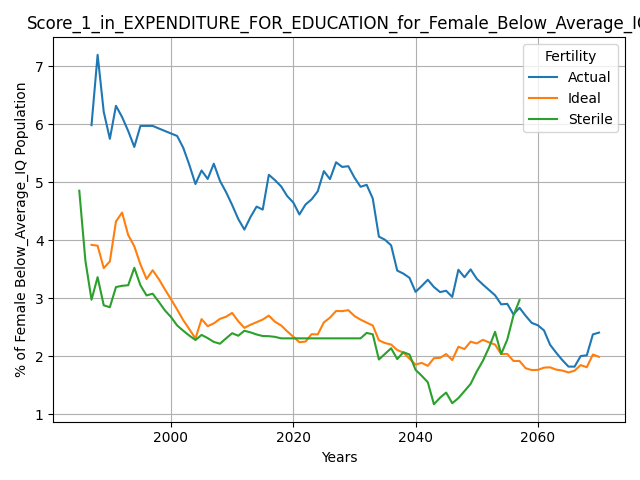 Score_1_in_EXPENDITURE_FOR_EDUCATION_for_Female_Below_Average_IQ
Fertility
Actual
Ideal
Sterile
% of Female Below_Average_IQ Population
7
6
5
4
3
2
1
2000 2020 2040 2060
Years